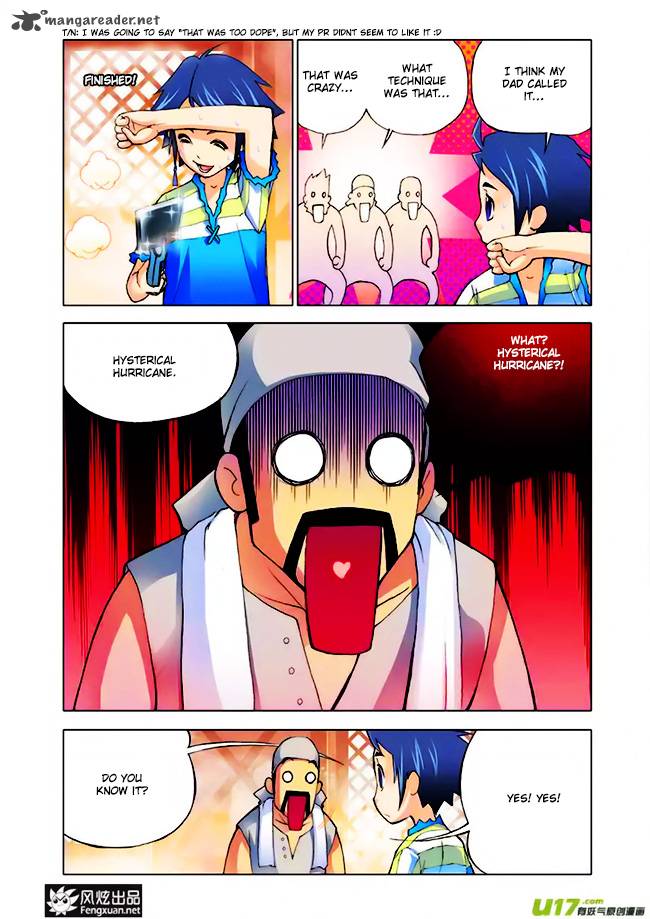 mangareader.net
READ MANGA ONLINE
T/N: I WAS GOING TO SAY "THAT WAS TOO DOPE", BUT MY PR DIDNT SEEM TO LIKE IT :D
FINISHED!
THAT WAS
CRAZY...
WHAT
TECHNIQUE
WAS THAT...
I THINK MY
DAD CALLED
IT...
HYSTERICAL
HURRICANE.
WHAT?
HYSTERICAL
HURRICANE?!
DO YOU
KNOW IT?
YES! YES!
风炫出品
Fengxuan.net
U17.com
有妖气原创漫画